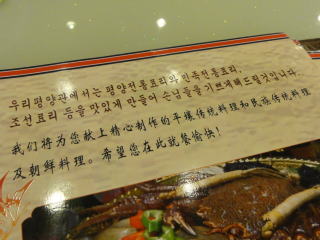 우리평양관에서는 평양전통료리와 민족전통료리,
조선료리 등을 맛있게 만들어 손님들을 기쁘게해드릴것입니다.
我们将为您献上精心制作的平壤传统料理和民族传统料理
及朝鲜料理。希望您在此就餐愉快!